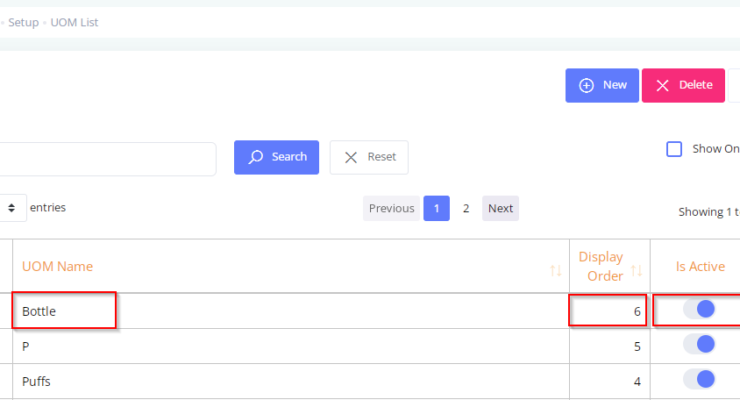 Setup UOM List
New Delete
Search Reset Show On
entries Previous 1 2 Next Showing 1 t
UOM Name Display Order Is Active
Bottle 6
P 5
Puffs 4